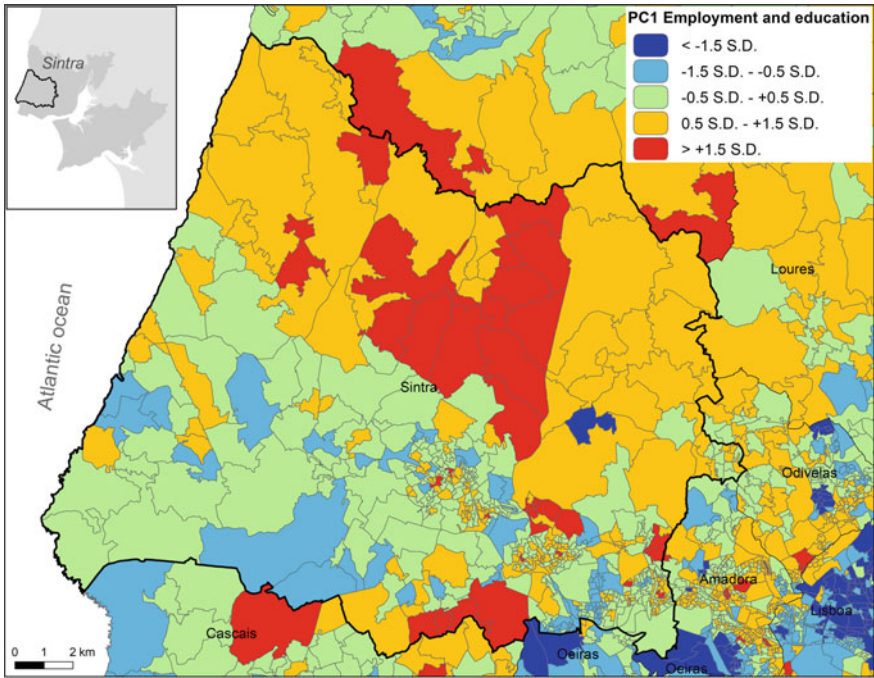 Sintra
PC1 Employment and education
< -1.5 S.D.
-1.5 S.D. - -0.5 S.D.
-0.5 S.D. - +0.5 S.D.
0.5 S.D. - +1.5 S.D.
> +1.5 S.D.
Loures
Atlantic ocean
Sintra
Odivelas
Amadora
Lisboa
Cascais
Oeiras
Oeiras
0 1 2 km